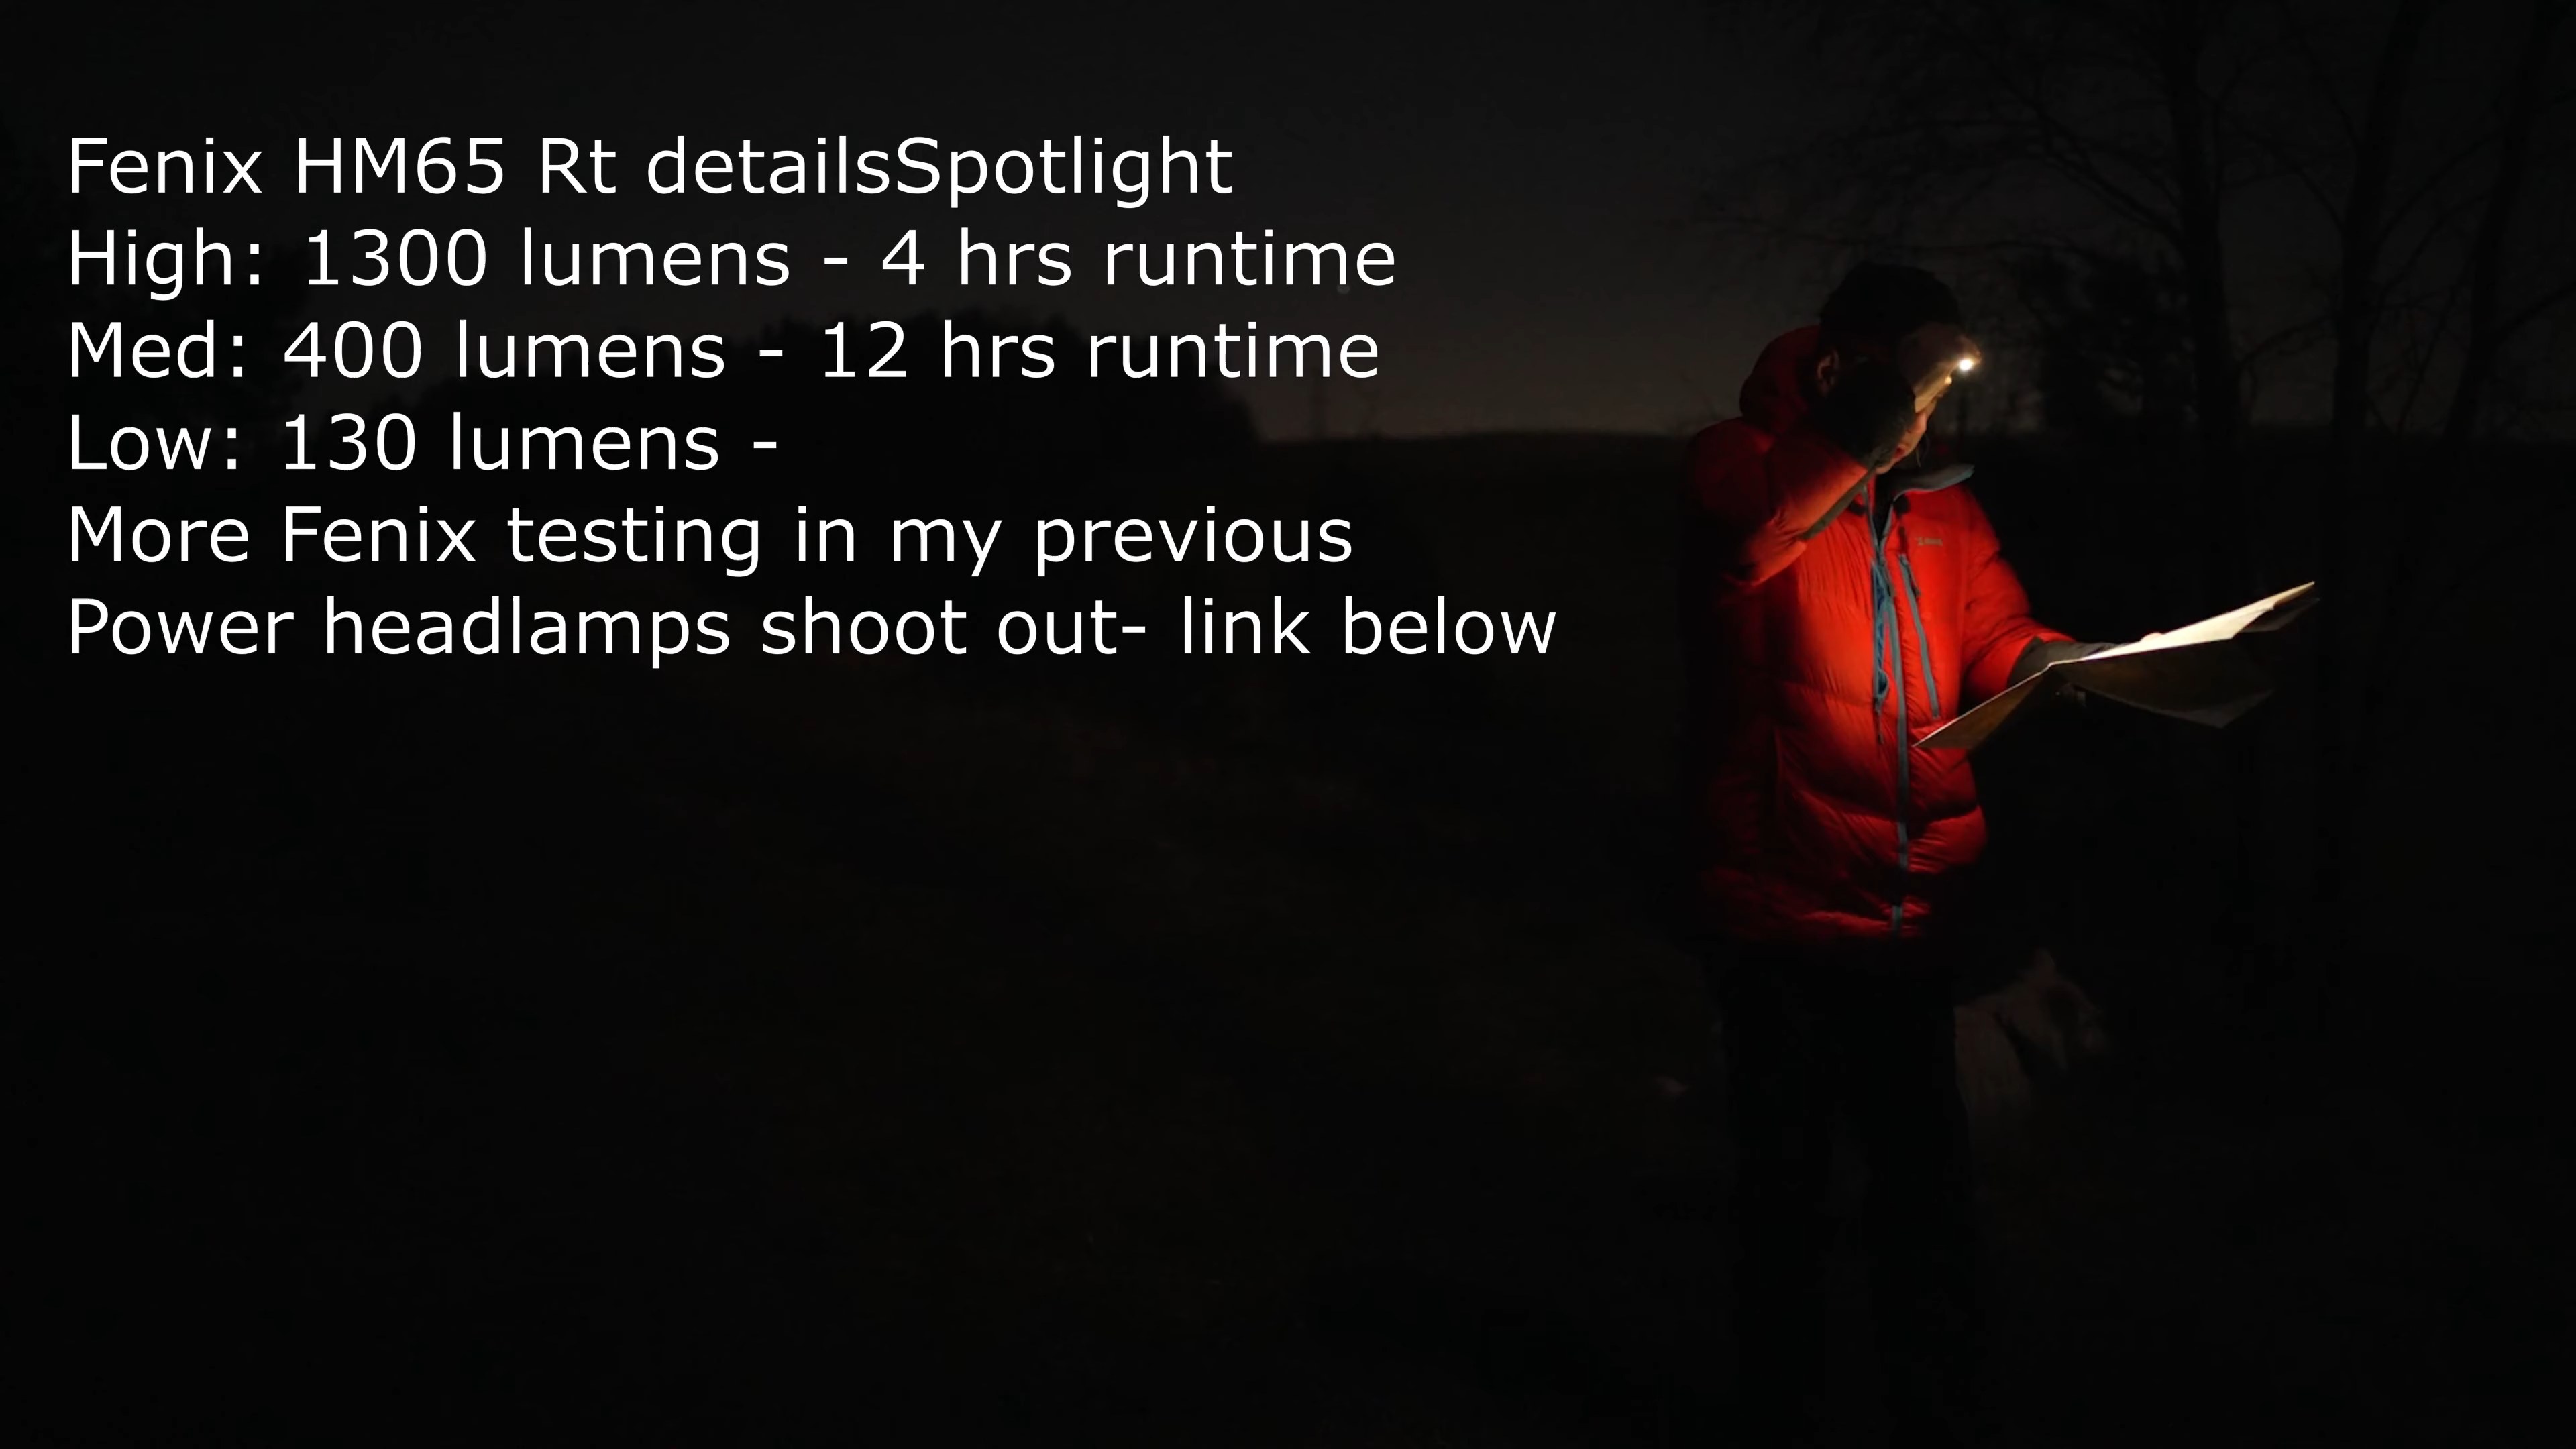 Fenix HM65 Rt detailsSpotlight
High: 1300 lumens - 4 hrs runtime
Med: 400 lumens - 12 hrs runtime
Low: 130 lumens -
More Fenix testing in my previous
Power headlamps shoot out- link below